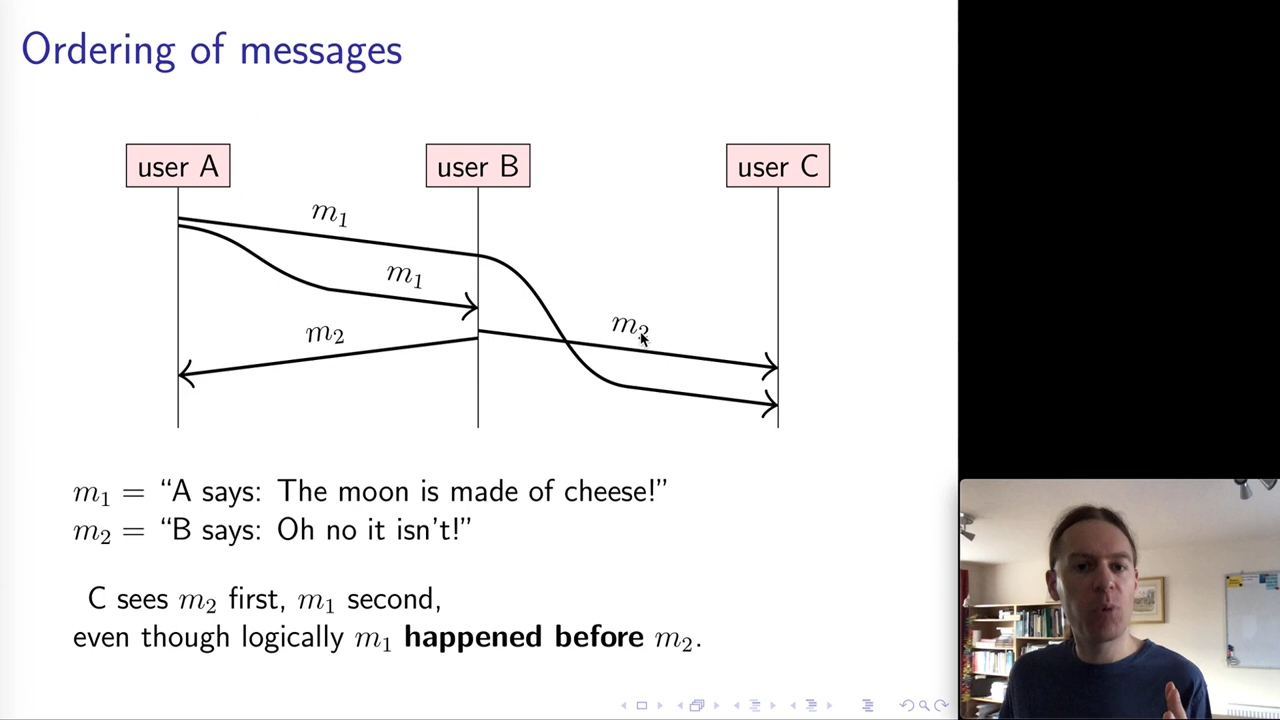 Ordering of messages
user A
user B
user C
m₁
m₁
m₂
m₂
m₁ = “A says: The moon is made of cheese!”
m₂ = “B says: Oh no it isn't!”
C sees m₂ first, m₁ second,
even though logically m₁ happened before m₂.